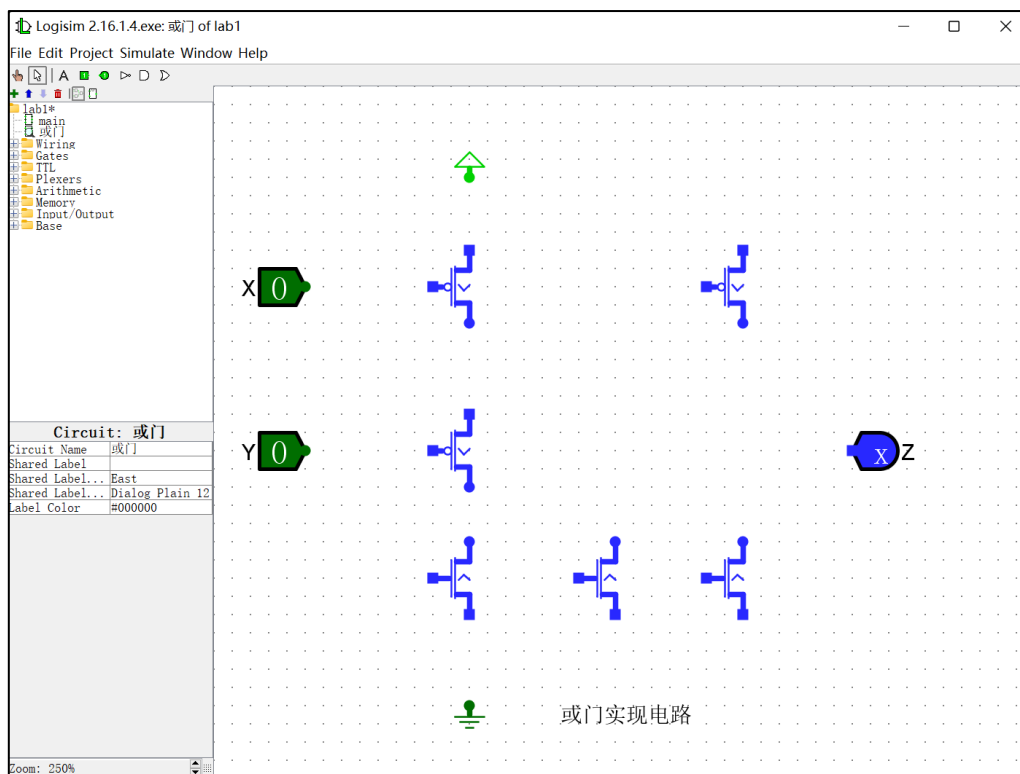 Logisim 2.16.1.4.exe: 或门 of lab1
File Edit Project Simulate Window Help
A
lab1*
main
或门
Wiring
Gates
TTL
Plexers
Arithmetic
Memory
Input/Output
Base
Circuit: 或门
Circuit Name 或门
Shared Label
Shared Label... East
Shared Label... Dialog Plain 12
Label Color #000000
Zoom: 250%
X 0
Y 0
X Z
或门实现电路